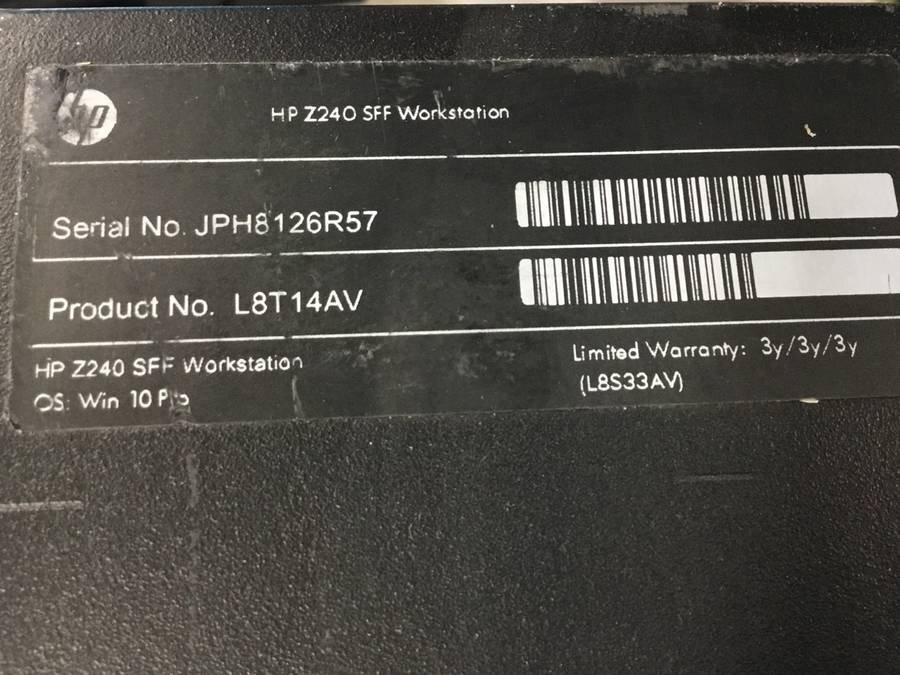 hp
HP Z240 SFF Workstation
Serial No. JPH8126R57
Product No. L8T14AV
HP Z240 SFF Workstation
OS: Win 10 Pro
Limited Warranty: 3y/3y/3y
(L8S33AV)